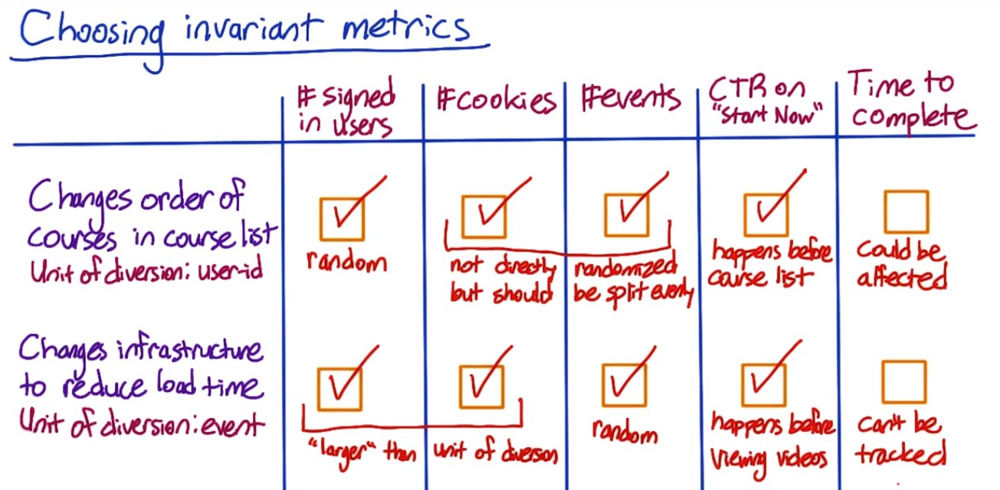 Choosing invariant metrics
# signed
in users
#cookies
#events
CTR on
"Start Now"
Time to
complete
Changes order of
courses in course list
Unit of diversion: user-id
random
not directly
but should
randomized
be split evenly
happens before
course list
could be
affected
Changes infrastructure
to reduce load time
Unit of diversion: event
"larger" than
unit of diverson
random
happens before
viewing videos
can't be
tracked